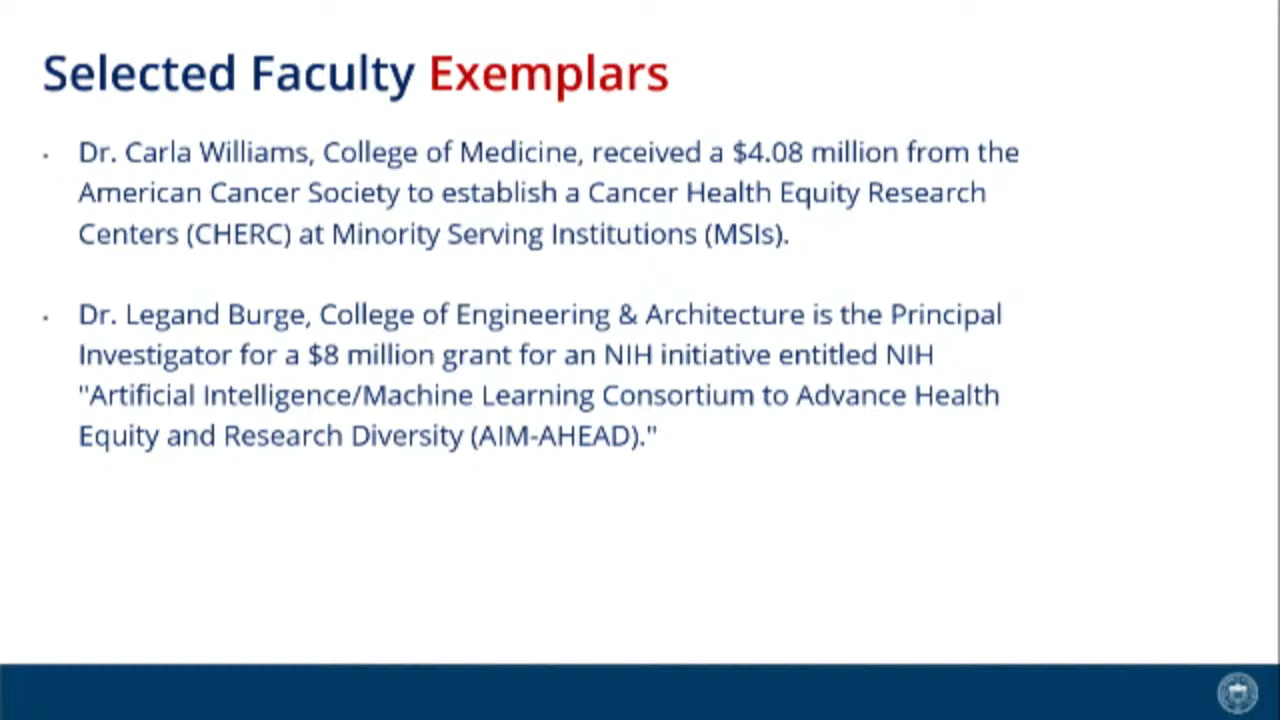 Selected Faculty Exemplars
· Dr. Carla Williams, College of Medicine, received a $4.08 million from the
American Cancer Society to establish a Cancer Health Equity Research
Centers (CHERC) at Minority Serving Institutions (MSIs).
· Dr. Legand Burge, College of Engineering & Architecture is the Principal
Investigator for a $8 million grant for an NIH initiative entitled NIH
"Artificial Intelligence/Machine Learning Consortium to Advance Health
Equity and Research Diversity (AIM-AHEAD)."